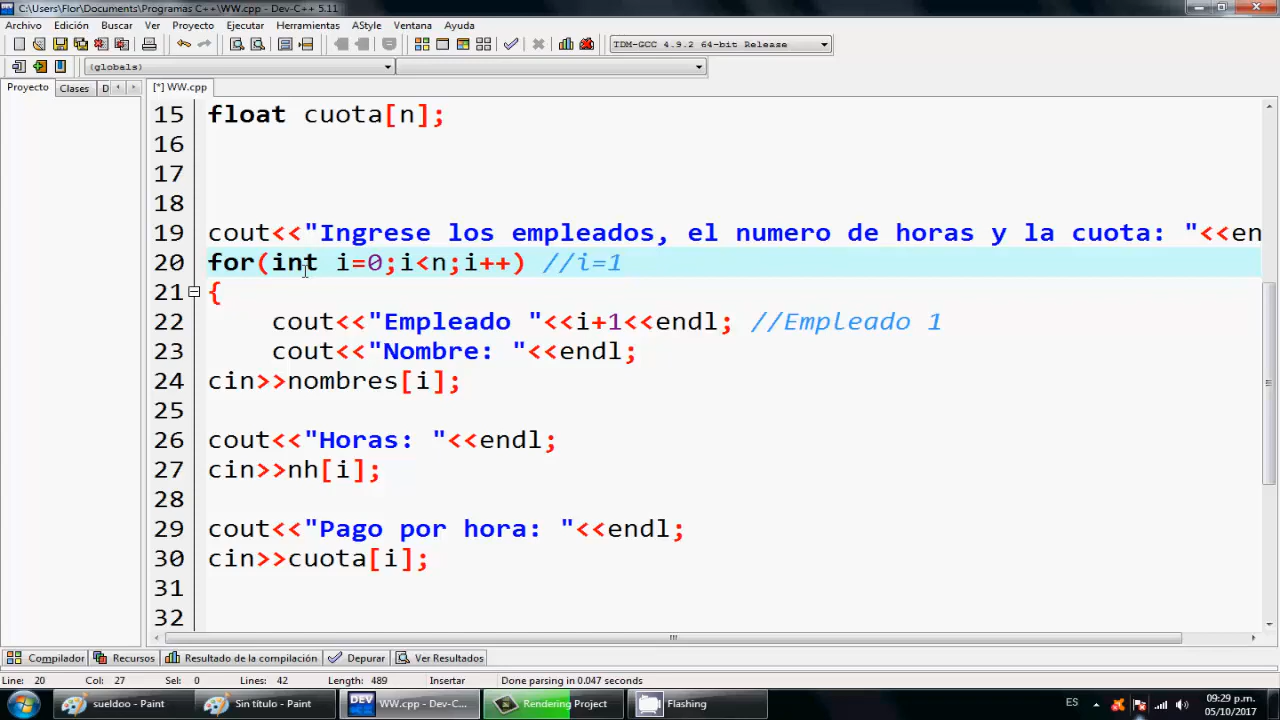 C:\Users\Flor\Documents\Programas C++\WW.cpp - Dev-C++ 5.11
Archivo Edición Buscar Ver Proyecto Ejecutar Herramientas AStyle Ventana Ayuda
TDM-GCC 4.9.2 64-bit Release
(globals)
Proyecto Clases D [*] WW.cpp
15 float cuota[n];
16
17
18
19 cout<<"Ingrese los empleados, el numero de horas y la cuota: "<<en
20 for(int i=0;i<n;i++) //i=1
21 {
22 cout<<"Empleado "<<i+1<<endl; //Empleado 1
23 cout<<"Nombre: "<<endl;
24 cin>>nombres[i];
25
26 cout<<"Horas: "<<endl;
27 cin>>nh[i];
28
29 cout<<"Pago por hora: "<<endl;
30 cin>>cuota[i];
31
32
Compilador Recursos Resultado de la compilación Depurar Ver Resultados
Line: 20 Col: 27 Sel: 0 Lines: 42 Length: 489 Insertar Done parsing in 0.047 seconds
sueldoo - Paint Sin título - Paint DEV WW.cpp - Dev-C... Rendering Project Flashing ES 09:29 p.m.
05/10/2017